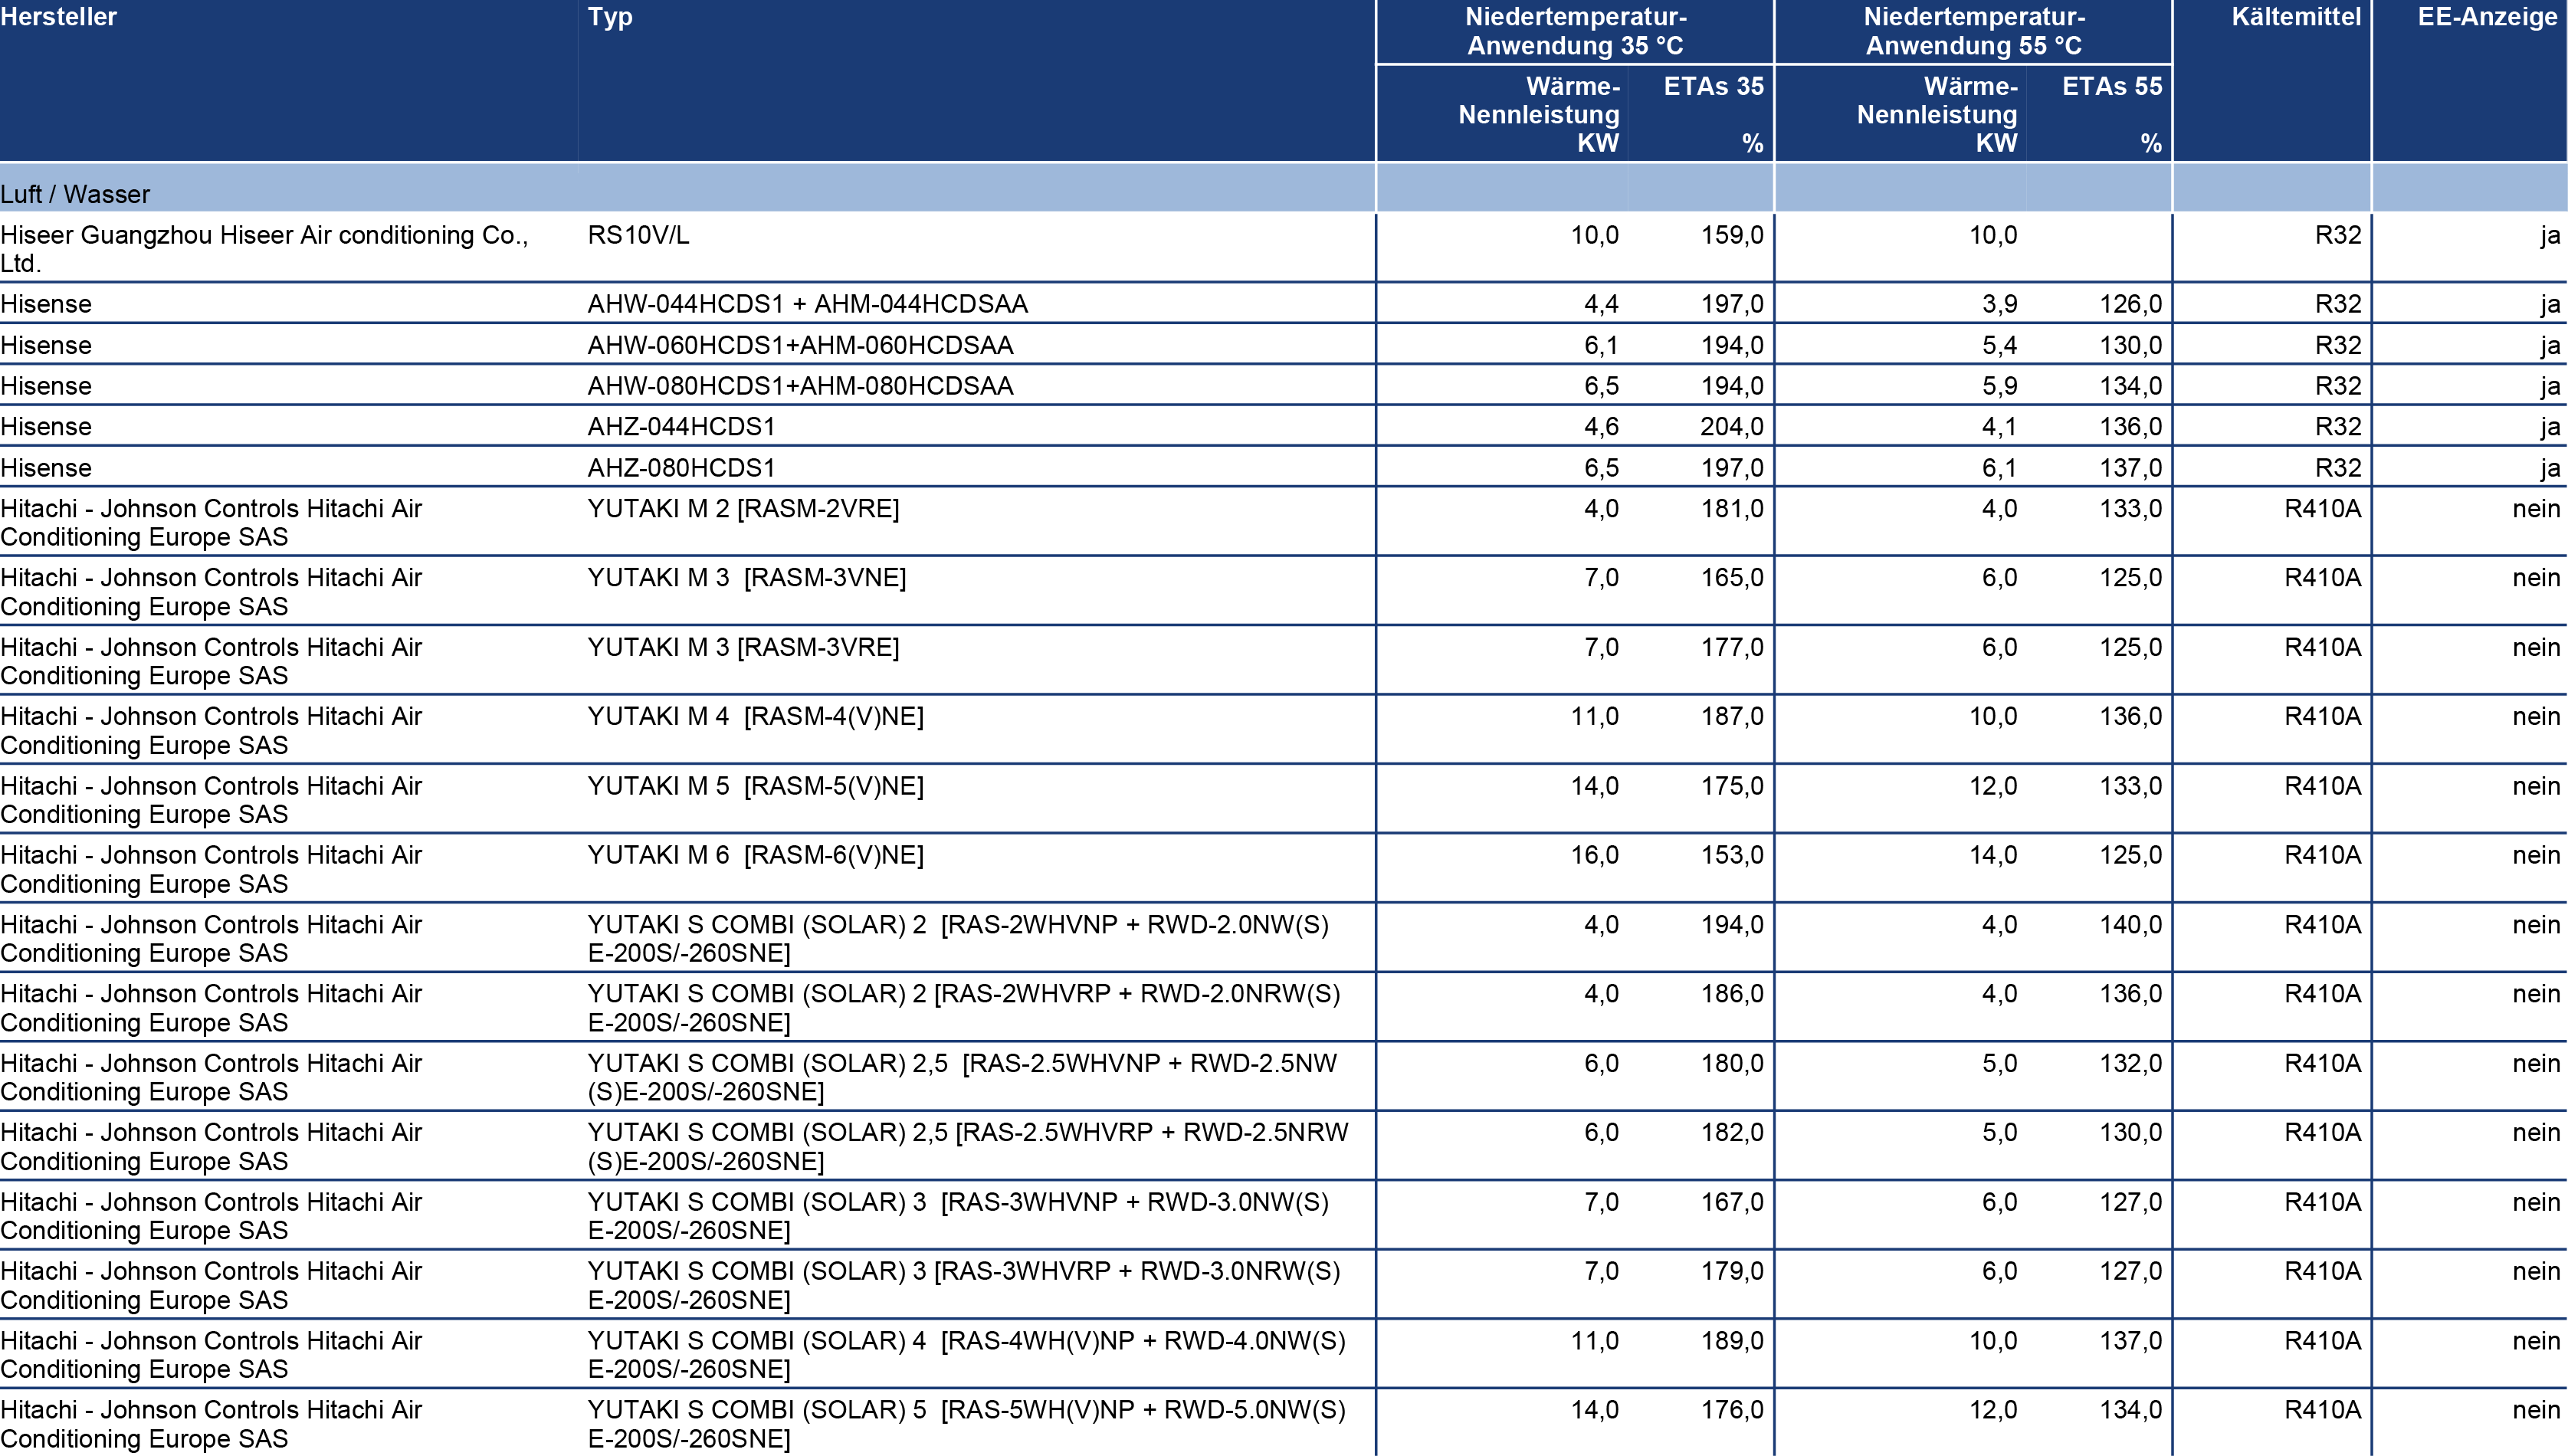 Hersteller Typ Niedertemperatur- Niedertemperatur- Kältemittel EE-Anzeige
Anwendung 35 °C Anwendung 55 °C
Wärme- ETAs 35 Wärme- ETAs 55
Nennleistung Nennleistung
KW % KW %
Luft / Wasser
Hiseer Guangzhou Hiseer Air conditioning Co., RS10V/L 10,0 159,0 10,0 R32 ja
Ltd.
Hisense AHW-044HCDS1 + AHM-044HCDSAA 4,4 197,0 3,9 126,0 R32 ja
Hisense AHW-060HCDS1+AHM-060HCDSAA 6,1 194,0 5,4 130,0 R32 ja
Hisense AHW-080HCDS1+AHM-080HCDSAA 6,5 194,0 5,9 134,0 R32 ja
Hisense AHZ-044HCDS1 4,6 204,0 4,1 136,0 R32 ja
Hisense AHZ-080HCDS1 6,5 197,0 6,1 137,0 R32 ja
Hitachi - Johnson Controls Hitachi Air YUTAKI M 2 [RASM-2VRE] 4,0 181,0 4,0 133,0 R410A nein
Conditioning Europe SAS
Hitachi - Johnson Controls Hitachi Air YUTAKI M 3  [RASM-3VNE] 7,0 165,0 6,0 125,0 R410A nein
Conditioning Europe SAS
Hitachi - Johnson Controls Hitachi Air YUTAKI M 3 [RASM-3VRE] 7,0 177,0 6,0 125,0 R410A nein
Conditioning Europe SAS
Hitachi - Johnson Controls Hitachi Air YUTAKI M 4  [RASM-4(V)NE] 11,0 187,0 10,0 136,0 R410A nein
Conditioning Europe SAS
Hitachi - Johnson Controls Hitachi Air YUTAKI M 5  [RASM-5(V)NE] 14,0 175,0 12,0 133,0 R410A nein
Conditioning Europe SAS
Hitachi - Johnson Controls Hitachi Air YUTAKI M 6  [RASM-6(V)NE] 16,0 153,0 14,0 125,0 R410A nein
Conditioning Europe SAS
Hitachi - Johnson Controls Hitachi Air YUTAKI S COMBI (SOLAR) 2  [RAS-2WHVNP + RWD-2.0NW(S) 4,0 194,0 4,0 140,0 R410A nein
Conditioning Europe SAS E-200S/-260SNE]
Hitachi - Johnson Controls Hitachi Air YUTAKI S COMBI (SOLAR) 2 [RAS-2WHVRP + RWD-2.0NRW(S) 4,0 186,0 4,0 136,0 R410A nein
Conditioning Europe SAS E-200S/-260SNE]
Hitachi - Johnson Controls Hitachi Air YUTAKI S COMBI (SOLAR) 2,5  [RAS-2.5WHVNP + RWD-2.5NW 6,0 180,0 5,0 132,0 R410A nein
Conditioning Europe SAS (S)E-200S/-260SNE]
Hitachi - Johnson Controls Hitachi Air YUTAKI S COMBI (SOLAR) 2,5 [RAS-2.5WHVRP + RWD-2.5NRW 6,0 182,0 5,0 130,0 R410A nein
Conditioning Europe SAS (S)E-200S/-260SNE]
Hitachi - Johnson Controls Hitachi Air YUTAKI S COMBI (SOLAR) 3  [RAS-3WHVNP + RWD-3.0NW(S) 7,0 167,0 6,0 127,0 R410A nein
Conditioning Europe SAS E-200S/-260SNE]
Hitachi - Johnson Controls Hitachi Air YUTAKI S COMBI (SOLAR) 3 [RAS-3WHVRP + RWD-3.0NRW(S) 7,0 179,0 6,0 127,0 R410A nein
Conditioning Europe SAS E-200S/-260SNE]
Hitachi - Johnson Controls Hitachi Air YUTAKI S COMBI (SOLAR) 4  [RAS-4WH(V)NP + RWD-4.0NW(S) 11,0 189,0 10,0 137,0 R410A nein
Conditioning Europe SAS E-200S/-260SNE]
Hitachi - Johnson Controls Hitachi Air YUTAKI S COMBI (SOLAR) 5  [RAS-5WH(V)NP + RWD-5.0NW(S) 14,0 176,0 12,0 134,0 R410A nein
Conditioning Europe SAS E-200S/-260SNE]